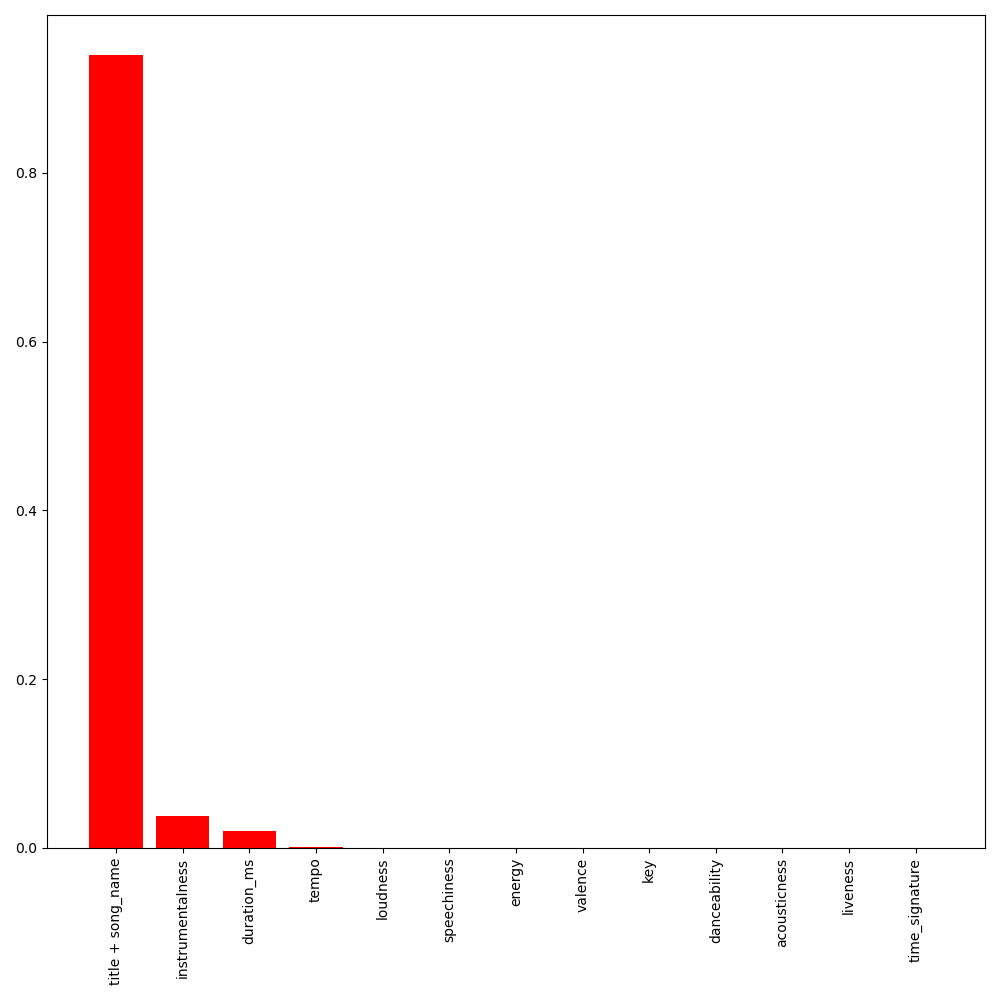 0.8
0.6
0.4
0.2
0.0
title + song_name
instrumentalness
duration_ms
tempo
loudness
speechiness
energy
valence
key
danceability
acousticness
liveness
time_signature